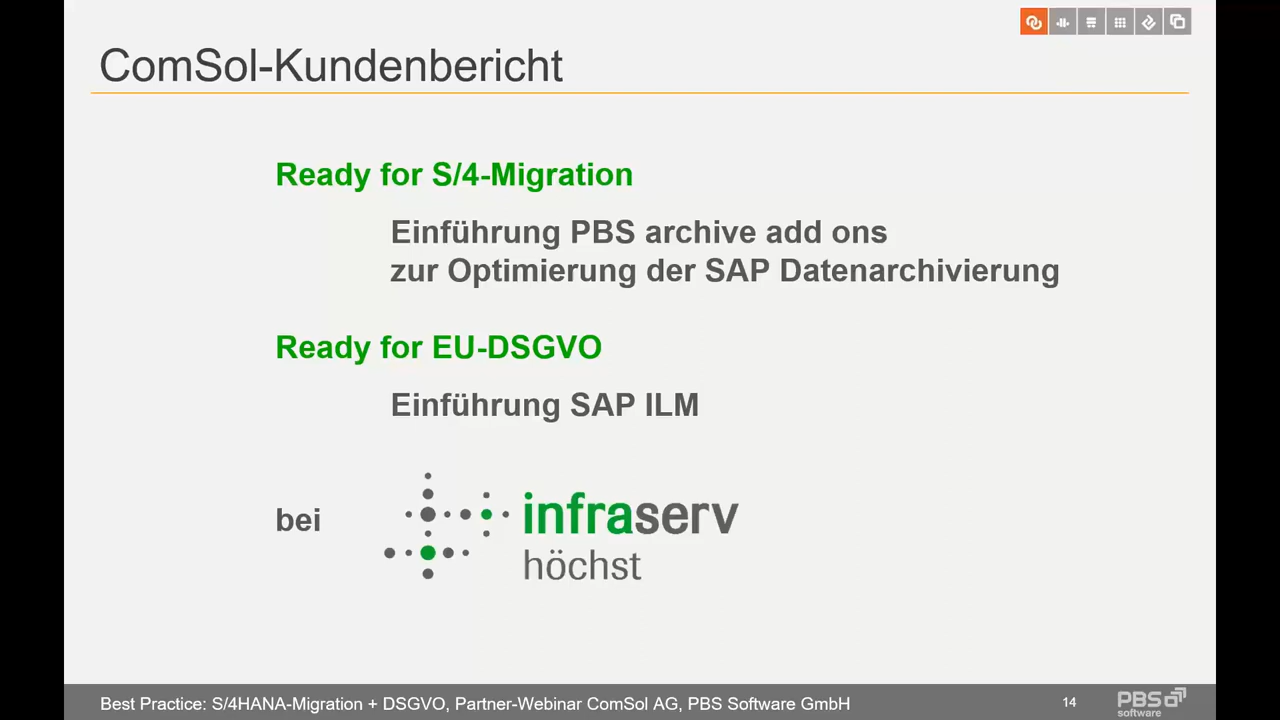 ComSol-Kundenbericht
Ready for S/4-Migration
Einführung PBS archive add ons
zur Optimierung der SAP Datenarchivierung
Ready for EU-DSGVO
Einführung SAP ILM
bei
infraserv
höchst
Best Practice: S/4HANA-Migration + DSGVO, Partner-Webinar ComSol AG, PBS Software GmbH
14
PBS
software